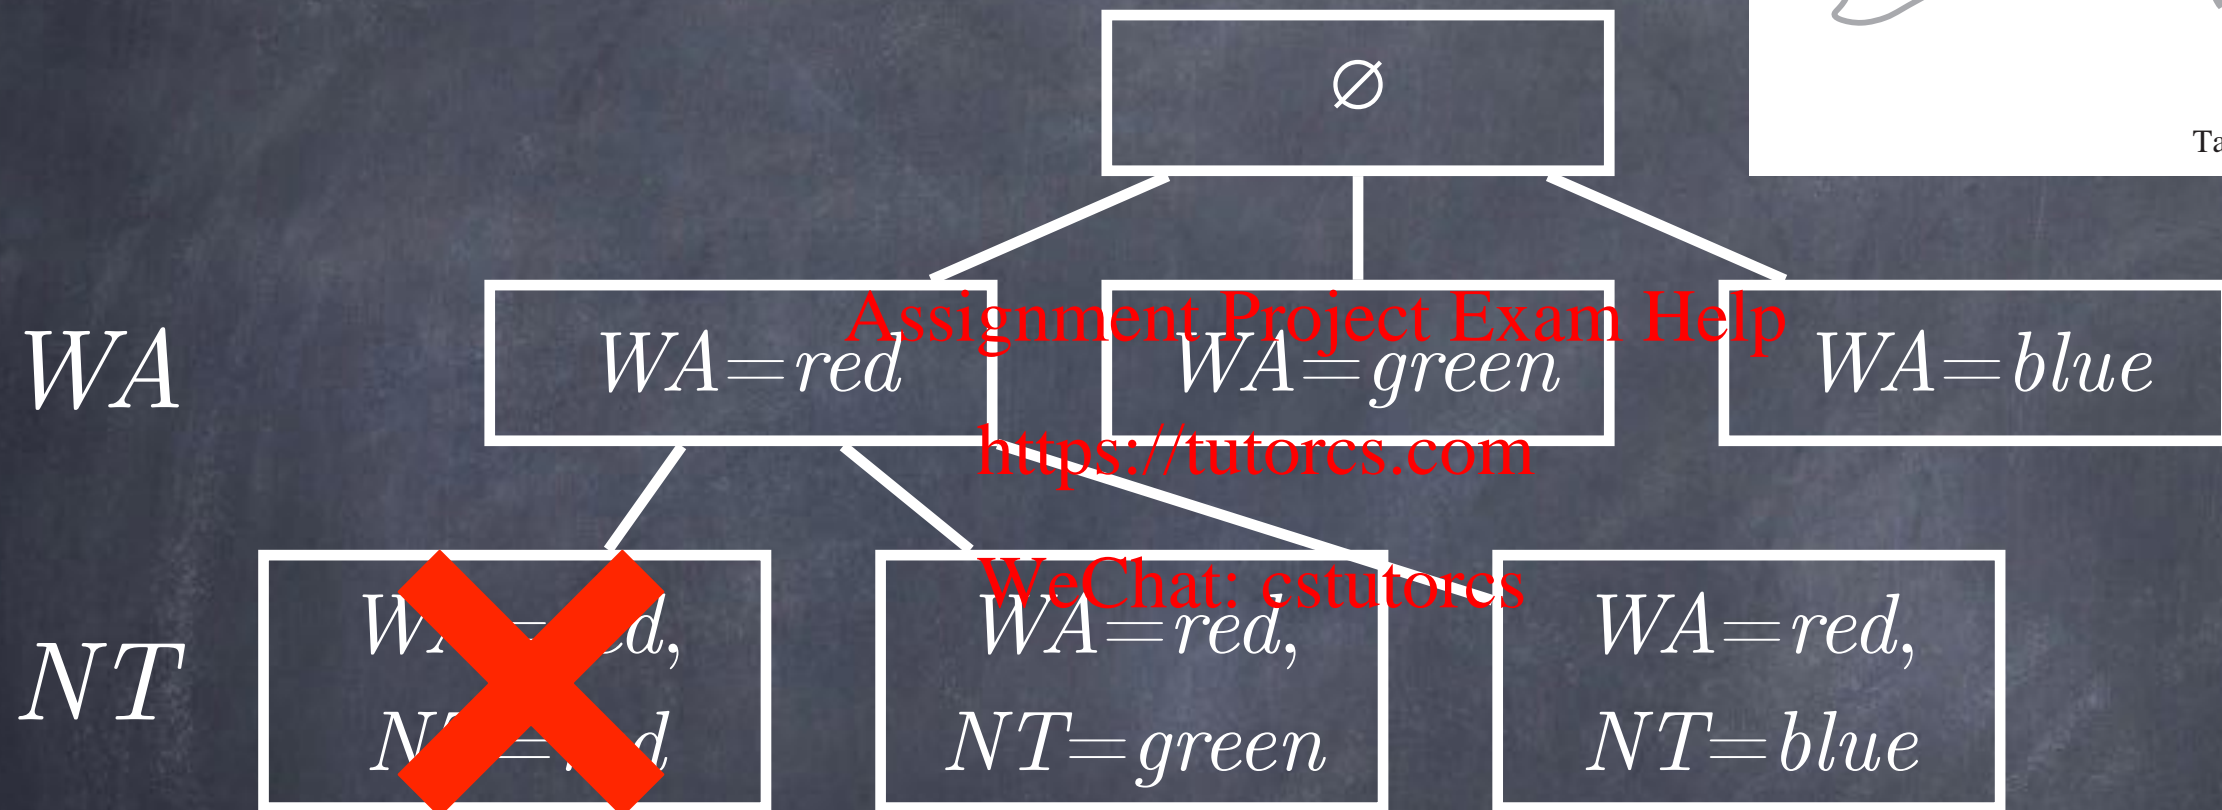 ∅
Ta
Assignment Project Exam Help
WA
WA=red
WA=green
WA=blue
https://tutorcs.com
WeChat: cstutorcs
NT
WA=red,
WA=red,
NT=green
NT=blue